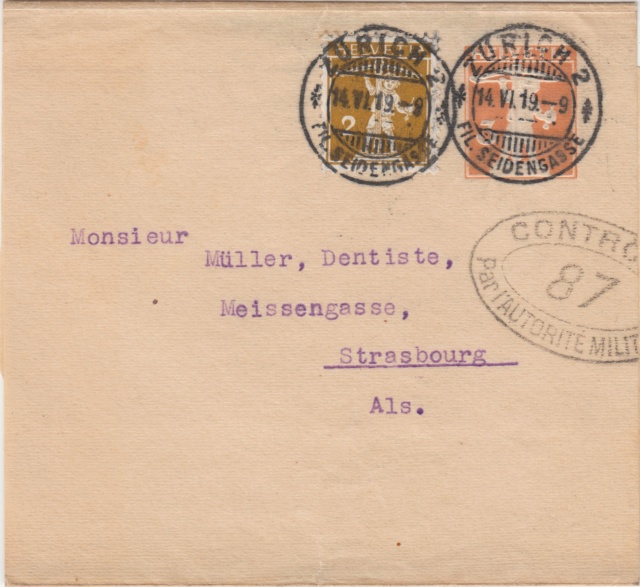 ZÜRICH 2
14.VI.19.–9
FIL. SEIDENGASSE
HELVETIA
2
ZÜRICH 2
14.VI.19.–9
FIL. SEIDENGASSE
Monsieur
Müller, Dentiste,
Meissengasse,
Strasbourg
Als.
CONTRO
87
Par l'AUTORITÉ MILIT